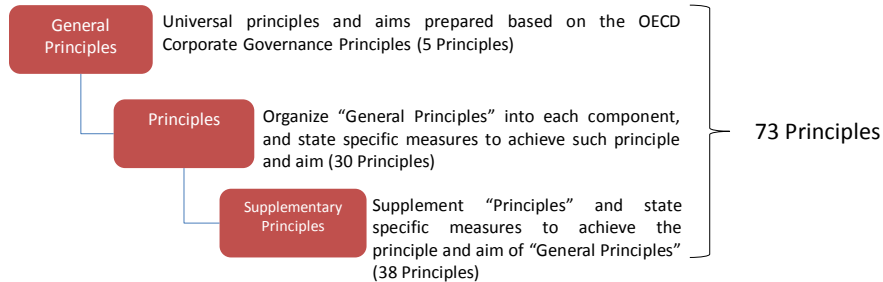 General
Principles
Universal principles and aims prepared based on the OECD
Corporate Governance Principles (5 Principles)
Principles
Organize “General Principles” into each component,
and state specific measures to achieve such principle
and aim (30 Principles)
73 Principles
Supplementary
Principles
Supplement “Principles” and state
specific measures to achieve the
principle and aim of “General Principles”
(38 Principles)